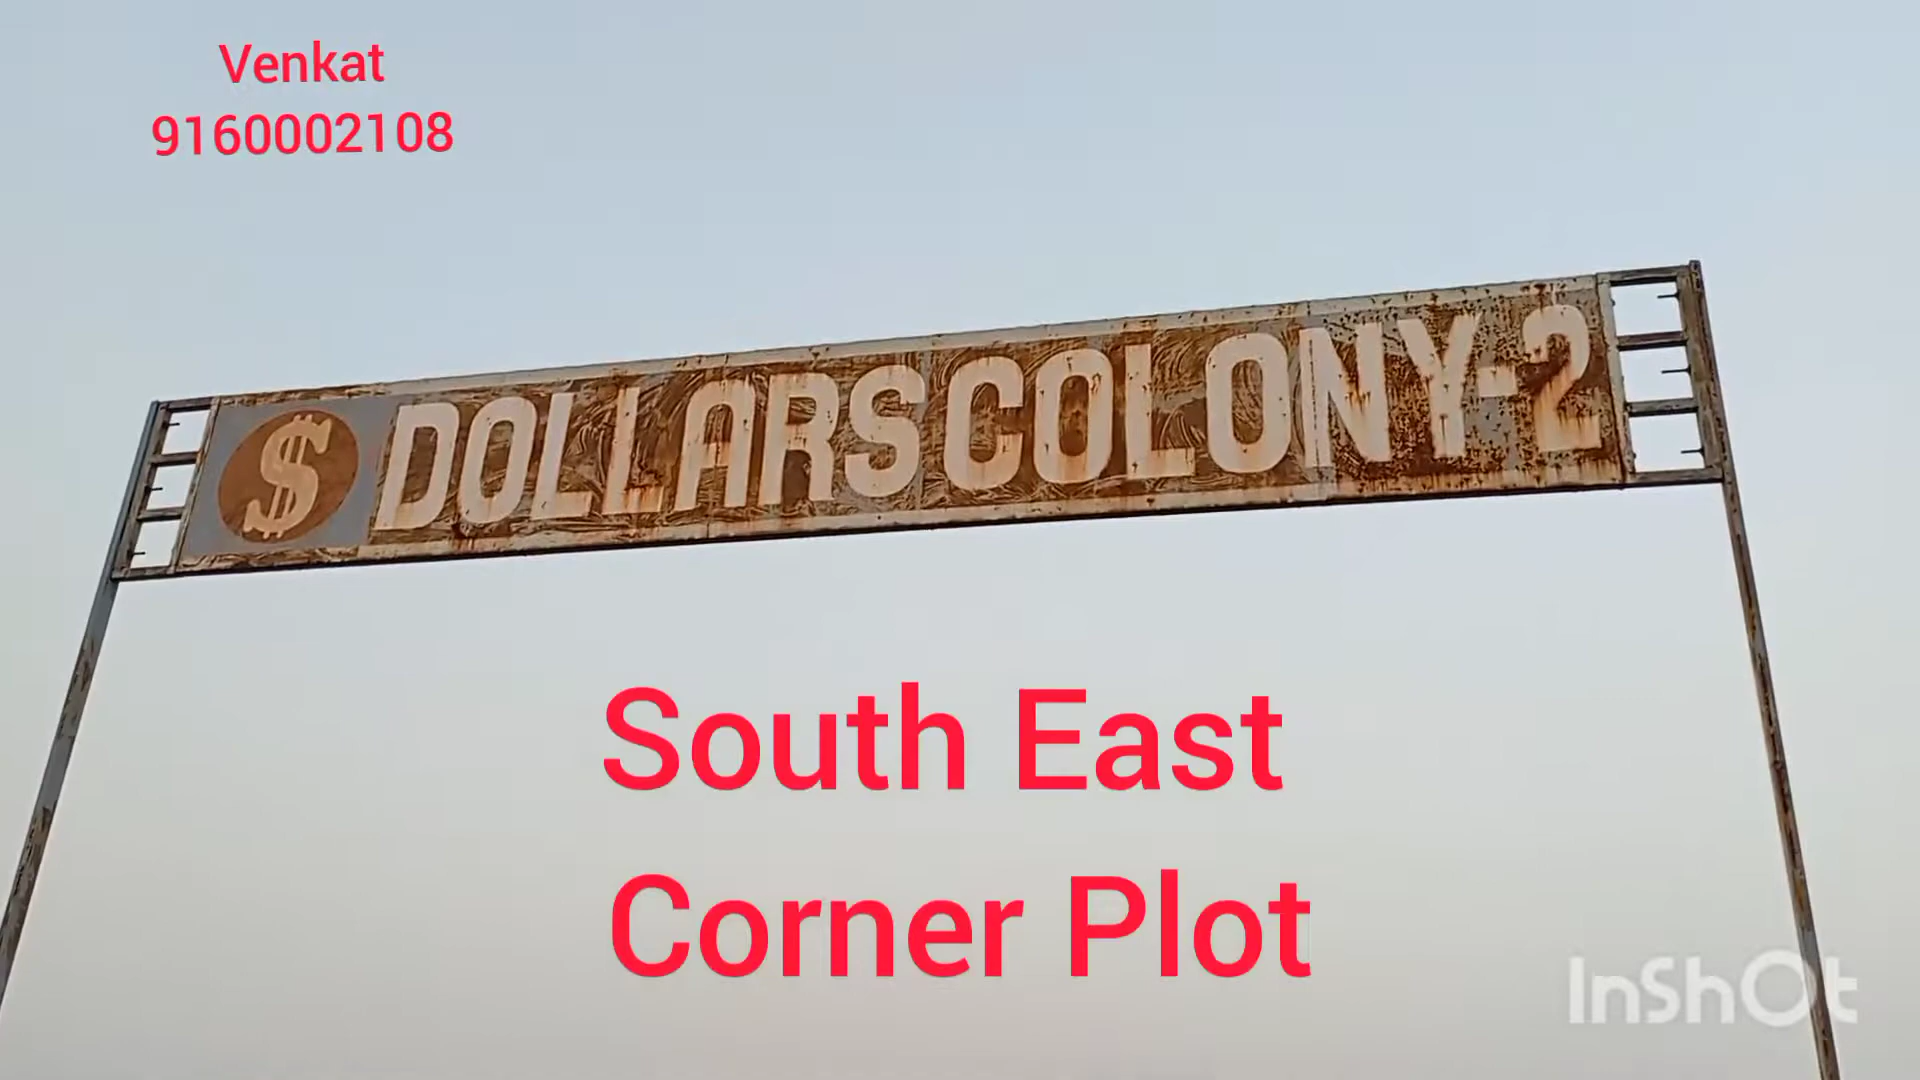 Venkat
9160002108
$ DOLLARS COLONY-2
South East
Corner Plot
InShOt